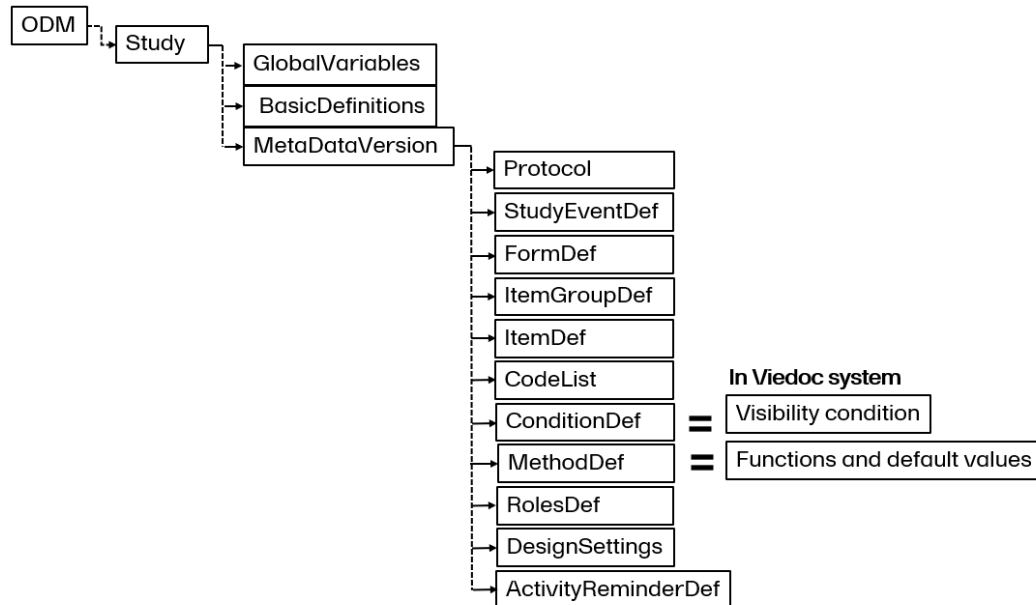 ODM
Study
GlobalVariables
BasicDefinitions
MetaDataVersion
Protocol
StudyEventDef
FormDef
ItemGroupDef
ItemDef
CodeList
In Viedoc system
ConditionDef = Visibility condition
MethodDef = Functions and default values
RolesDef
DesignSettings
ActivityReminderDef